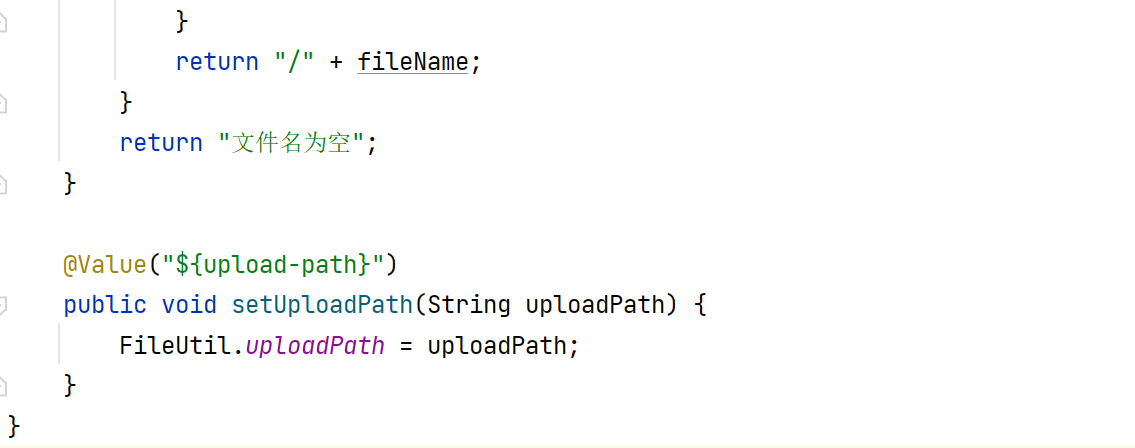 }
return "/" + fileName;
}
return "文件名为空";
}
@Value("${upload-path}")
public void setUploadPath(String uploadPath) {
FileUtil.uploadPath = uploadPath;
}
}